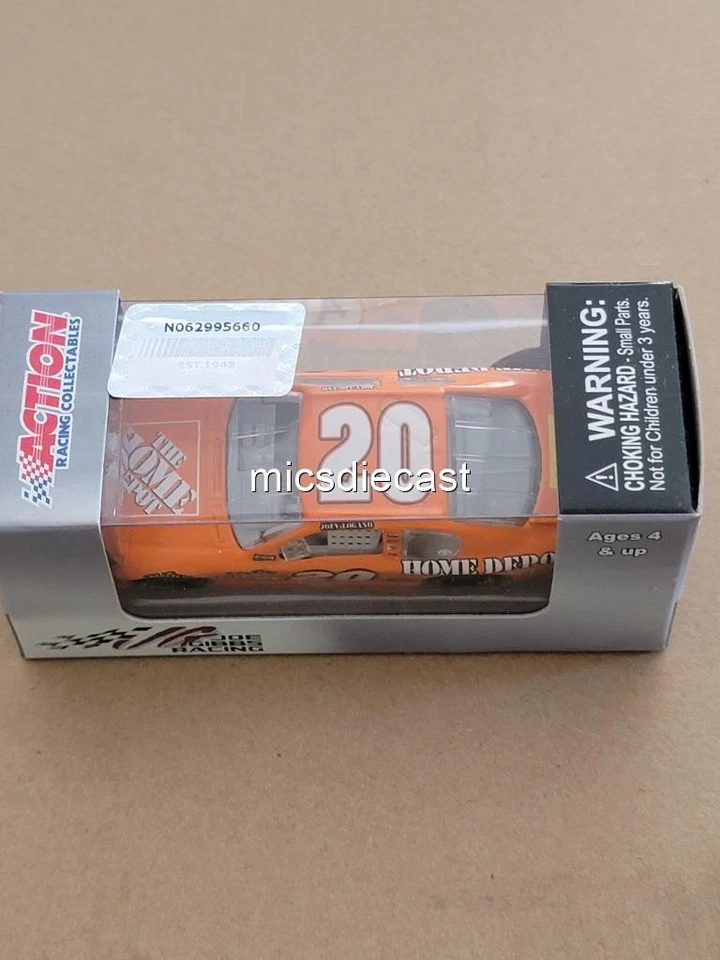 N062995660
EST.1948
ACTION
RACING COLLECTABLES
WARNING:
CHOKING HAZARD - Small Parts.
Not for Children under 3 years.
20
THE
HOME
DEPOT
micsdiecast
JOEY LOGANO
HOME DEPO
20
Ages 4
& up
JOE
GIBBS
RACING